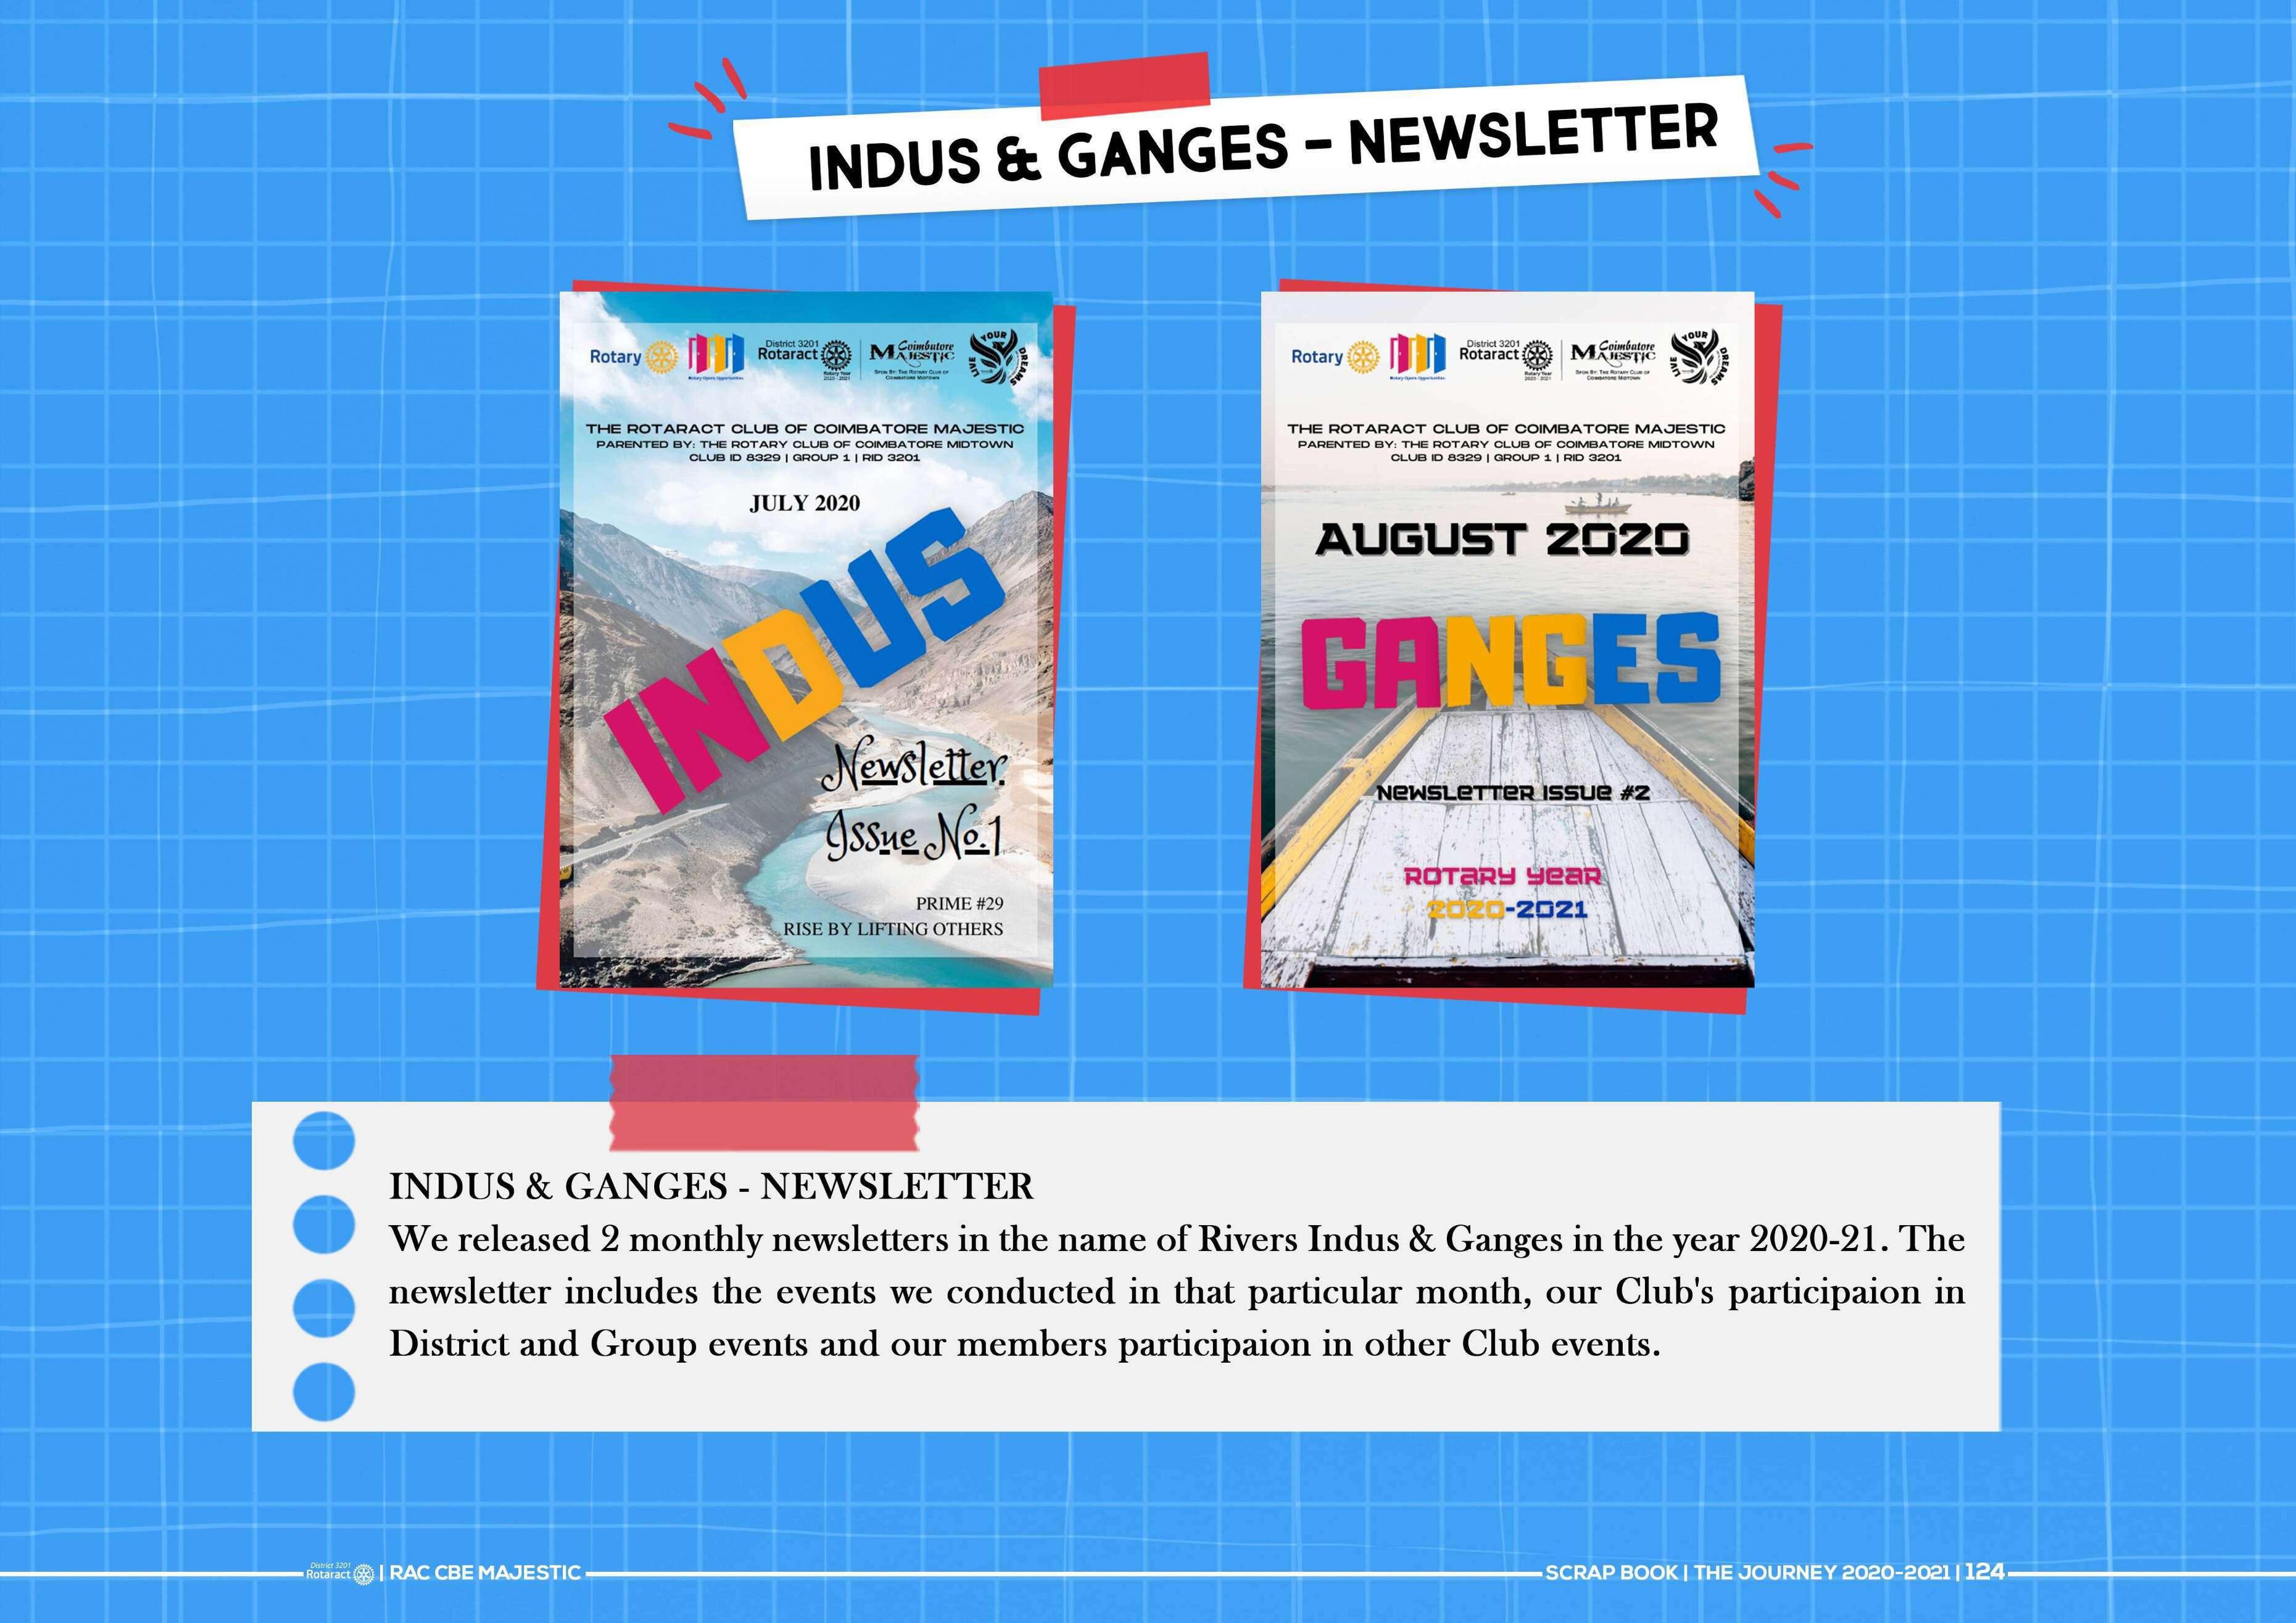 INDUS & GANGES - NEWSLETTER
Rotary
Rotary Opens Opportunities
District 3201
Rotaract
Rotary Year
2020 - 2021
Coimbatore
MAJESTIC
SPON BY: THE ROTARY CLUB OF
COIMBATORE MIDTOWN
LIVE YOUR DREAMS
THE ROTARACT CLUB OF COIMBATORE MAJESTIC
PARENTED BY: THE ROTARY CLUB OF COIMBATORE MIDTOWN
CLUB ID 8329 | GROUP 1 | RID 3201
JULY 2020
INDUS
Newsletter
Issue No.1
PRIME #29
RISE BY LIFTING OTHERS
Rotary
Rotary Opens Opportunities
District 3201
Rotaract
Rotary Year
2020 - 2021
Coimbatore
MAJESTIC
SPON BY: THE ROTARY CLUB OF
COIMBATORE MIDTOWN
LIVE YOUR DREAMS
THE ROTARACT CLUB OF COIMBATORE MAJESTIC
PARENTED BY: THE ROTARY CLUB OF COIMBATORE MIDTOWN
CLUB ID 8329 | GROUP 1 | RID 3201
AUGUST 2020
GANGES
NEWSLETTER ISSUE #2
ROTARY YEAR
2020-2021
INDUS & GANGES - NEWSLETTER
We released 2 monthly newsletters in the name of Rivers Indus & Ganges in the year 2020-21. The
newsletter includes the events we conducted in that particular month, our Club's participaion in
District and Group events and our members participaion in other Club events.
District 3201
Rotaract | RAC CBE MAJESTIC
SCRAP BOOK | THE JOURNEY 2020-2021 | 124